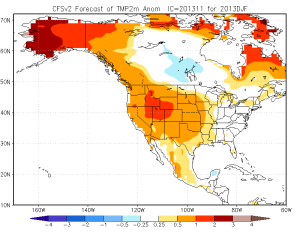 CFSv2 Forecast of TMP2m Anom IC=201311 for 2013DJF
70N
60N
50N
40N
30N
20N
10N
160W 140W 120W 100W 80W 60W
-4 -3 -2 -1 -0.5 -0.25 0.25 0.5 1 2 3 4